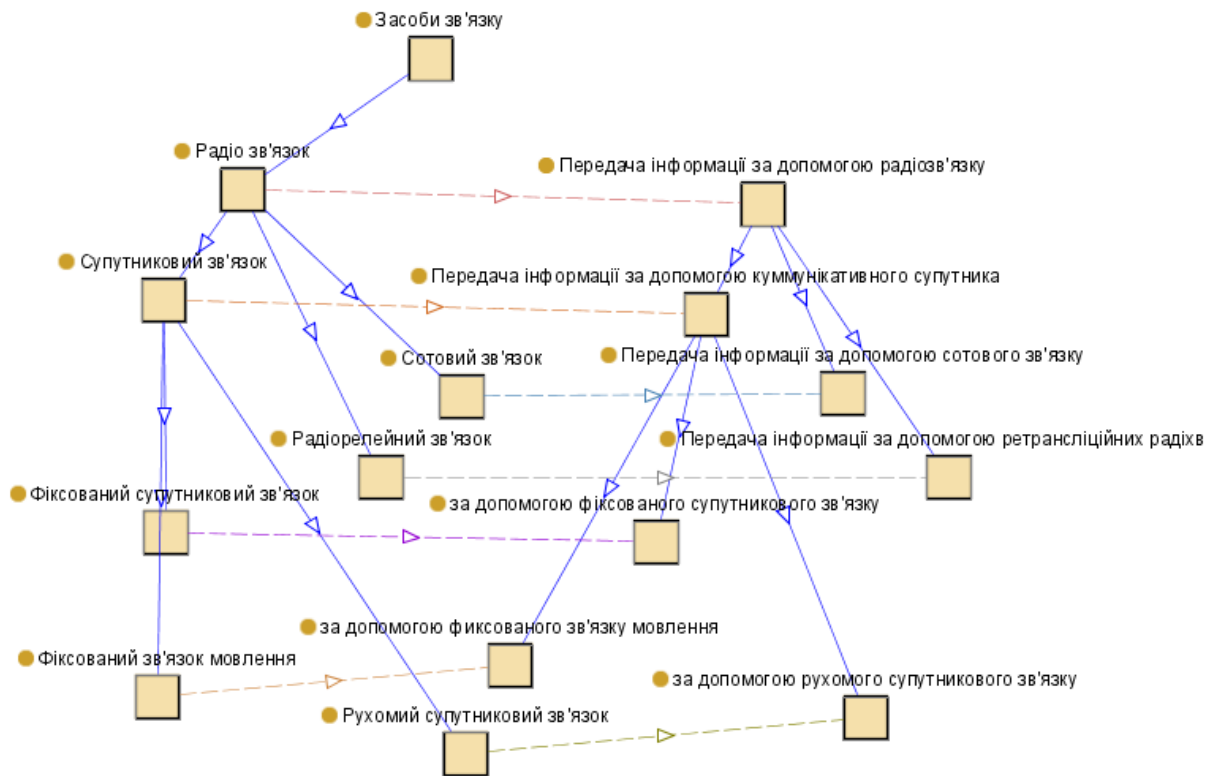 Засоби зв'язку
Радіо зв'язок
Передача інформації за допомогою радіозв'язку
Супутниковий зв'язок
Передача інформації за допомогою куммунікативного супутника
Сотовий зв'язок
Передача інформації за допомогою сотового зв'язку
Радіорелейний зв'язок
Передача інформації за допомогою ретрансліційних радіхв
Фіксований супутниковий зв'язок
за допомогою фіксованого супутникового зв'язку
за допомогою фиксованого зв'язку мовлення
Фіксований зв'язок мовлення
за допомогою рухомого супутникового зв'язку
Рухомий супутниковий зв'язок